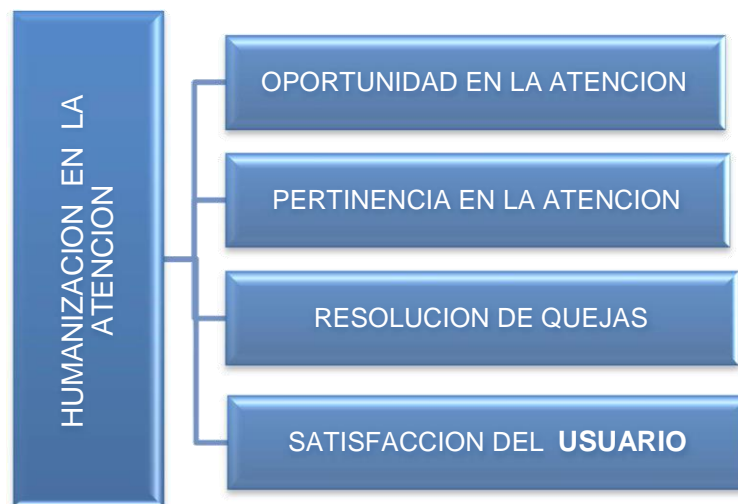 HUMANIZACION EN LA
ATENCION
OPORTUNIDAD EN LA ATENCION
PERTINENCIA EN LA ATENCION
RESOLUCION DE QUEJAS
SATISFACCION DEL USUARIO